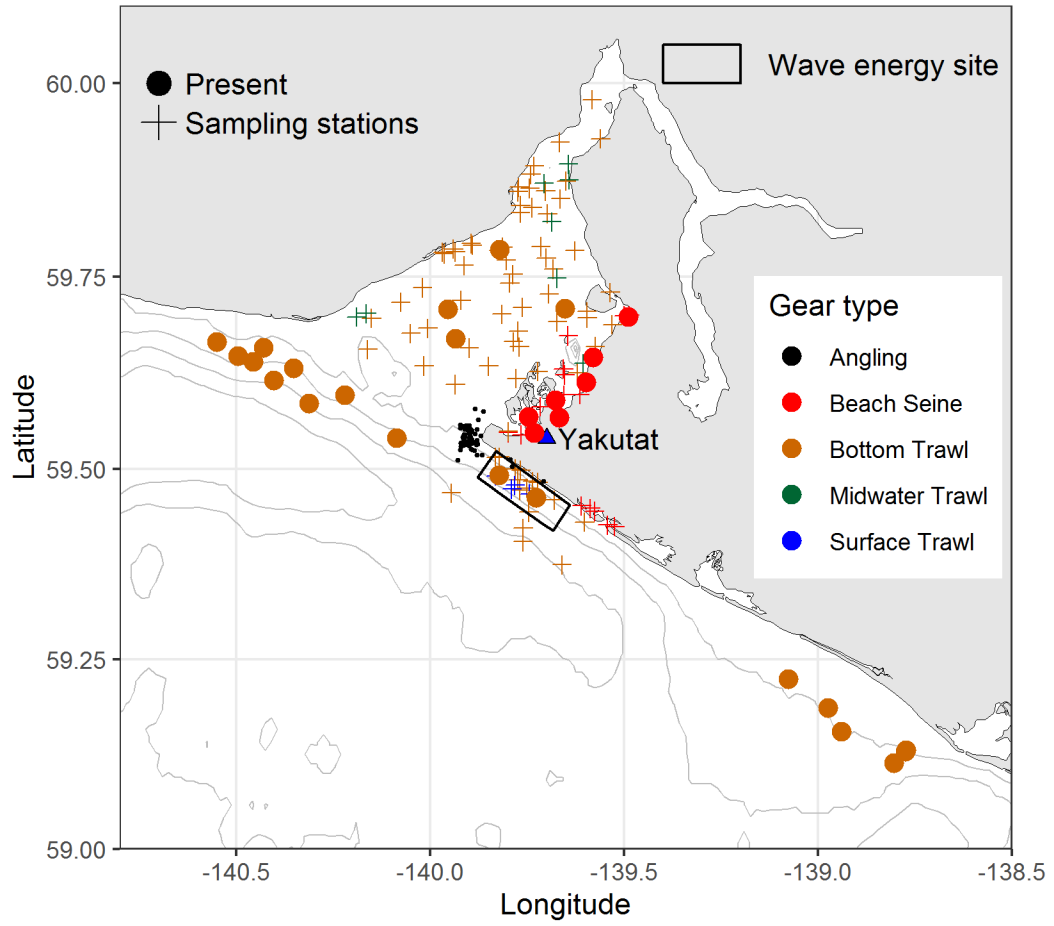 Present
Sampling stations
Wave energy site
60.00
59.75
59.50
59.25
59.00
Latitude
Yakutat
Gear type
Angling
Beach Seine
Bottom Trawl
Midwater Trawl
Surface Trawl
-140.5
-140.0
-139.5
-139.0
-138.5
Longitude